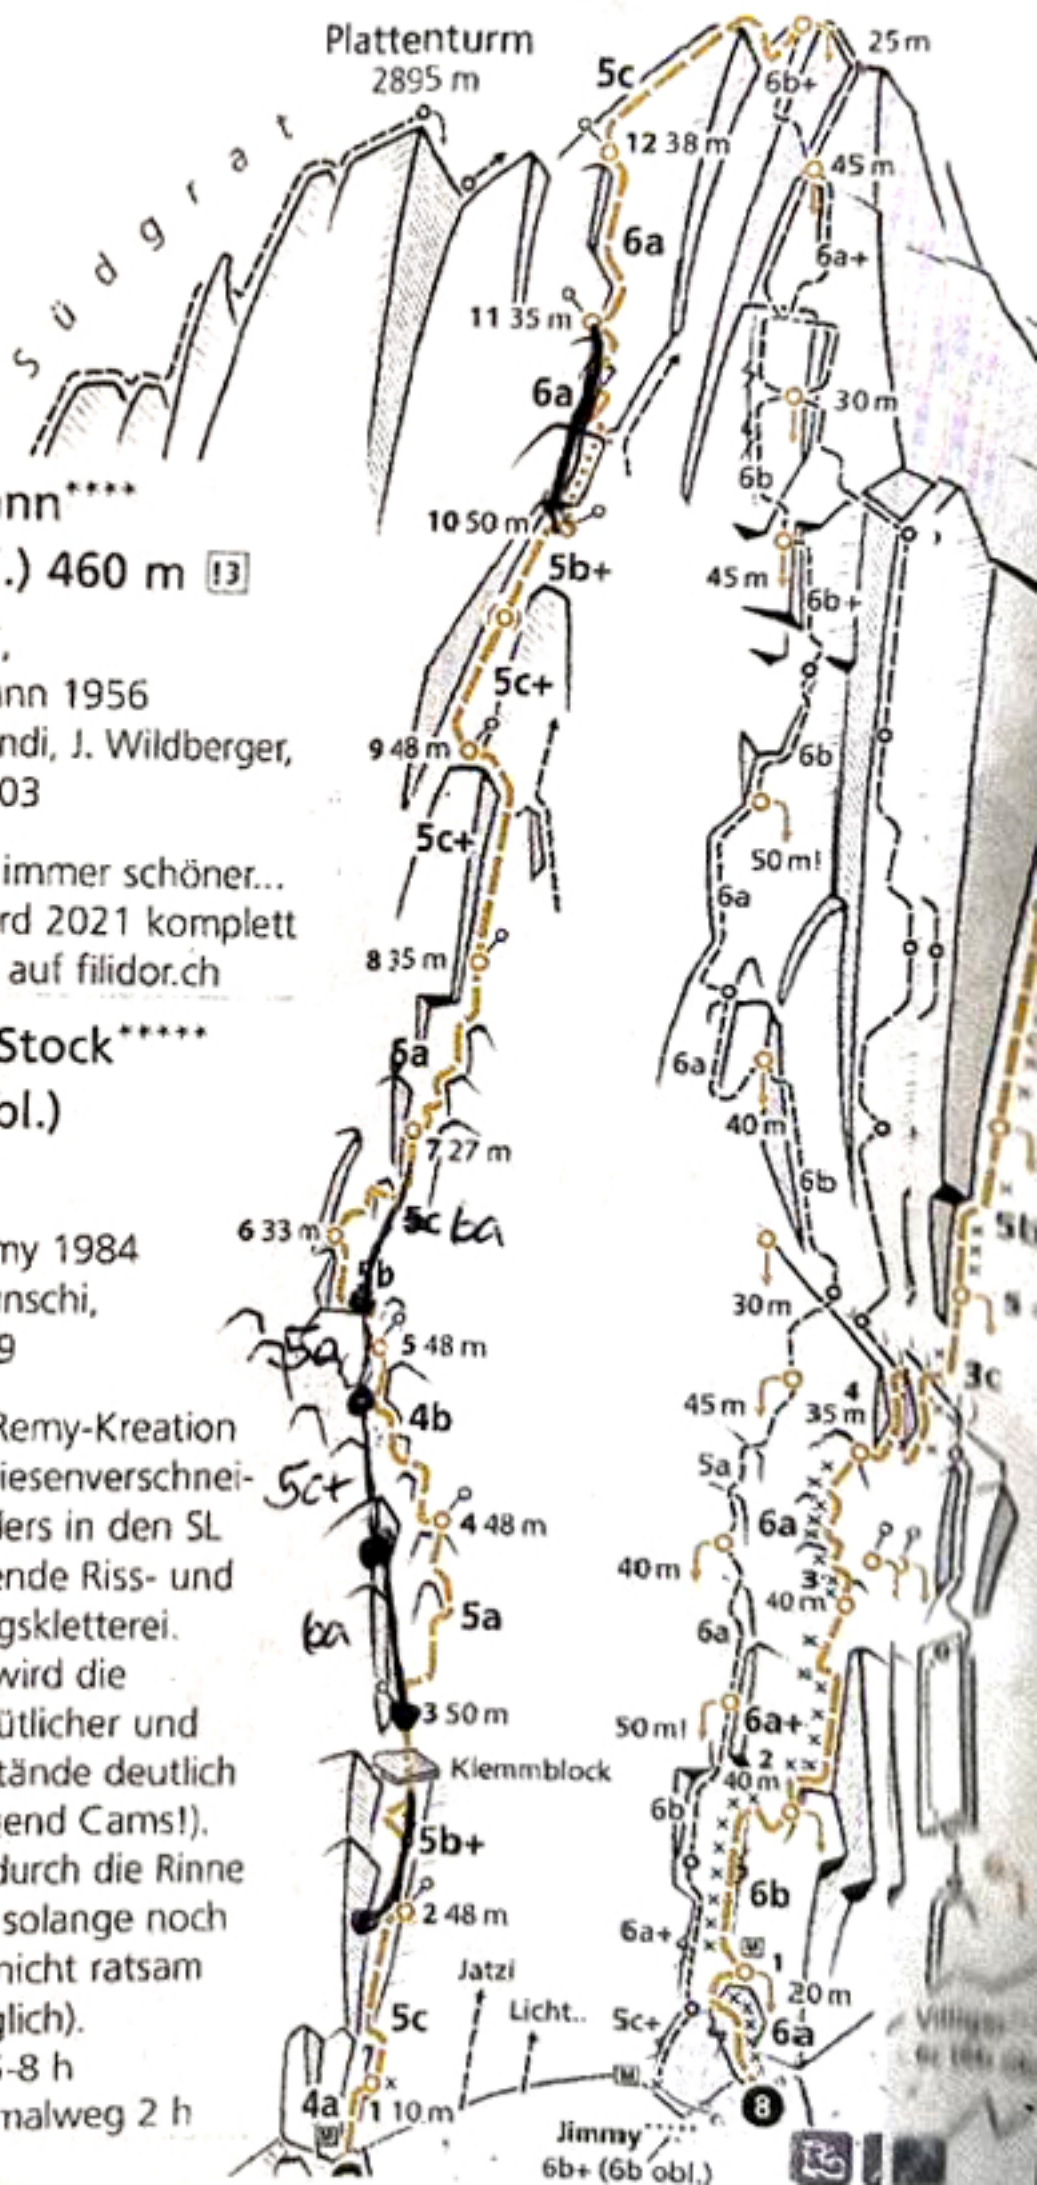 Plattenturm
2895 m
Südgrat
25 m
5c
6b+
12 38 m
45 m
6a
6a+
11 35 m
6a
30 m
6b
10 50 m
5b+
45 m
6b+
5c+
9 48 m
6b
5c+
50 m!
6a
8 35 m
6a
6a
40 m
7 27 m
6b
5c 6a
6 33 m
5b
30 m
5a
5 48 m
3c
4
35 m
45 m
4b
5a
5c+
4 48 m
6a
40 m
3
40 m
5a
6a
6a
3 50 m
50 m!
6a+
Klemmblock
2
40 m
6b
5b+
6b
2 48 m
6a+
1
20 m
Jatzi
Licht..
5c
5c+
6a
4a
1 10 m
8
Jimmy
6b+ (6b obl.)
nn****
.) 460 m
nn 1956
ndi, J. Wildberger,
03
immer schöner...
rd 2021 komplett
auf filidor.ch
Stock*****
ol.)
my 1984
nschi,
9
Remy-Kreation
iesenverschnei-
ers in den SL
ende Riss- und
gskletterei.
wird die
ütlicher und
tände deutlich
end Cams!).
durch die Rinne
solange noch
nicht ratsam
glich).
-8 h
malweg 2 h